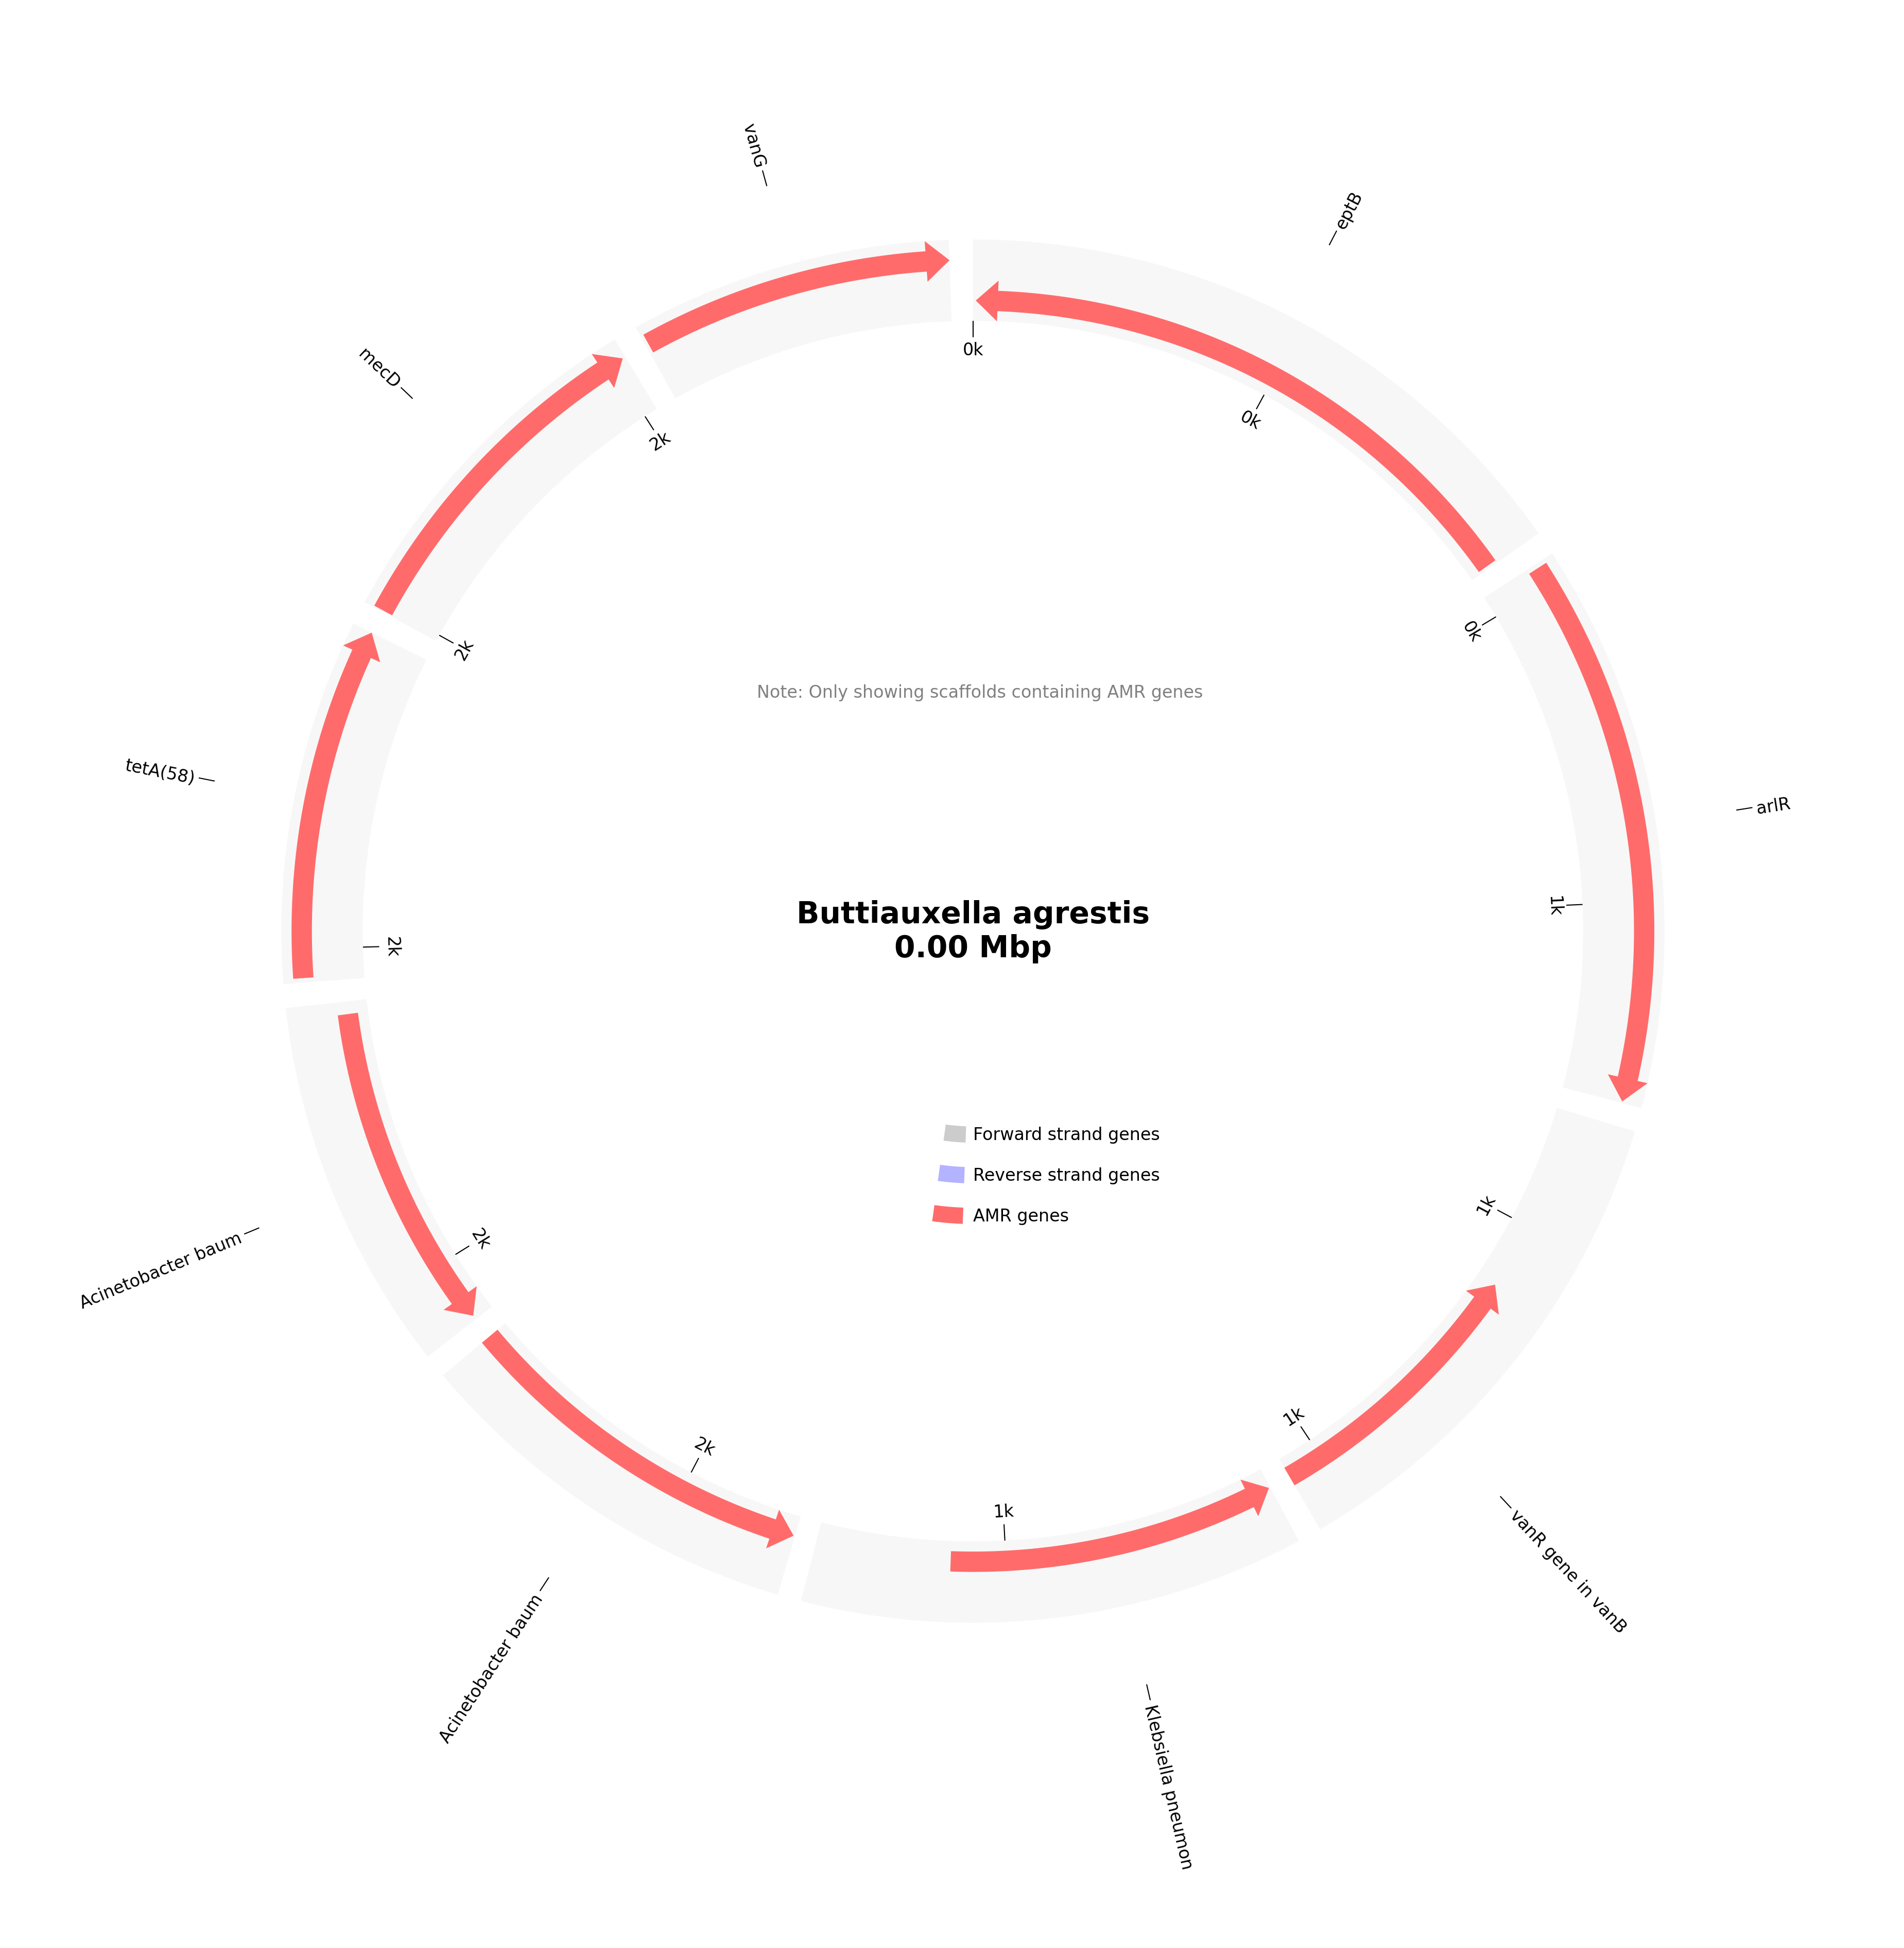 vanG
eptB
mecD
0k
0k
2k
0k
2k
Note: Only showing scaffolds containing AMR genes
tetA(58)
arlR
1k
Buttiauxella agrestis
0.00 Mbp
2k
Forward strand genes
Reverse strand genes
1k
AMR genes
2k
Acinetobacter baum
1k
2k
1k
vanR gene in vanB
Acinetobacter baum
Klebsiella pneumon